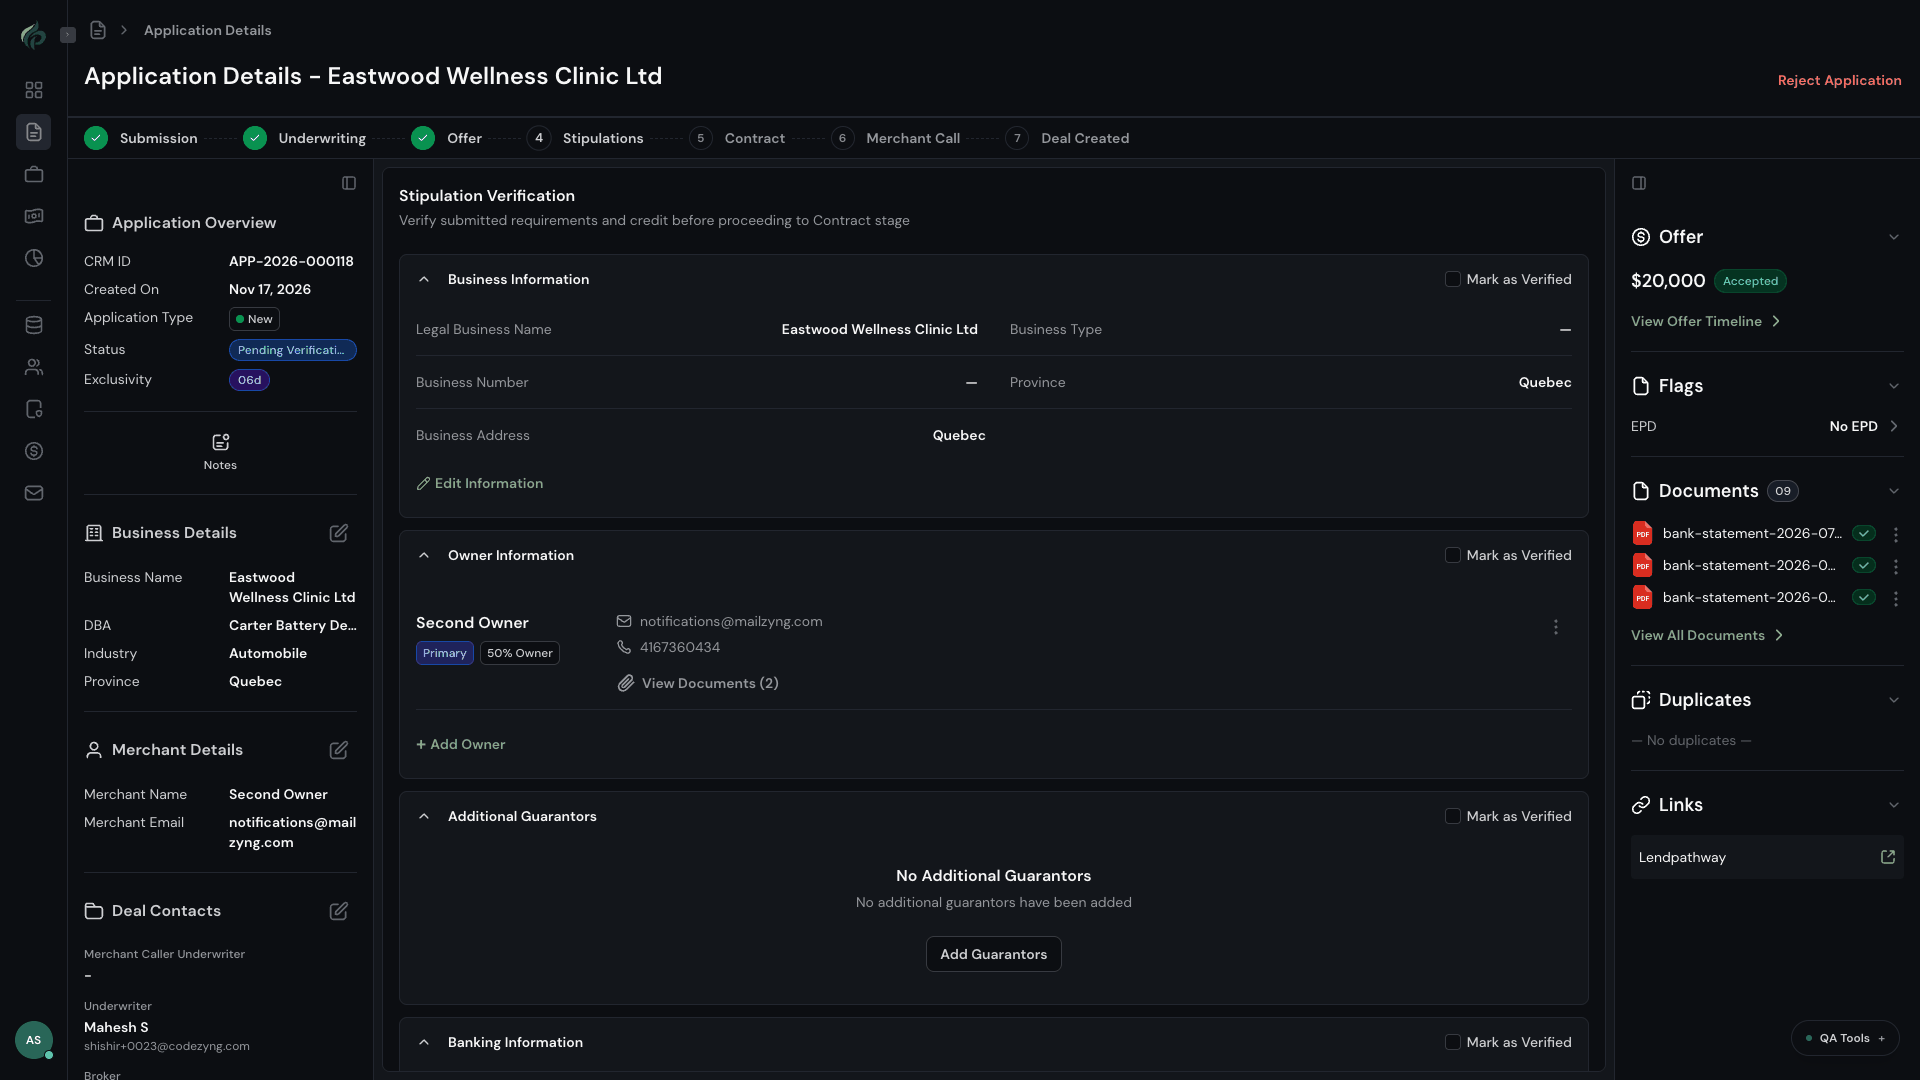 Application Details
Application Details – Eastwood Wellness Clinic Ltd
Reject Application
Submission
Underwriting
Offer
4 Stipulations
5 Contract
6 Merchant Call
7 Deal Created
Application Overview
CRM ID APP-2026-000118
Created On Nov 17, 2026
Application Type New
Status Pending Verificati...
Exclusivity 06d
Notes
Business Details
Business Name Eastwood
Wellness Clinic Ltd
DBA Carter Battery De...
Industry Automobile
Province Quebec
Merchant Details
Merchant Name Second Owner
Merchant Email notifications@mail
zyng.com
Deal Contacts
Merchant Caller Underwriter
–
Underwriter
Mahesh S
shishir+0023@codezyng.com
Broker
AS
Stipulation Verification
Verify submitted requirements and credit before proceeding to Contract stage
Business Information
Mark as Verified
Legal Business Name Eastwood Wellness Clinic Ltd
Business Type —
Business Number —
Province Quebec
Business Address Quebec
Edit Information
Owner Information
Mark as Verified
Second Owner
Primary 50% Owner
notifications@mailzyng.com
4167360434
View Documents (2)
+ Add Owner
Additional Guarantors
Mark as Verified
No Additional Guarantors
No additional guarantors have been added
Add Guarantors
Banking Information
Mark as Verified
Offer
$20,000 Accepted
View Offer Timeline
Flags
EPD No EPD
Documents 09
PDF bank-statement-2026-07...
PDF bank-statement-2026-0...
PDF bank-statement-2026-0...
View All Documents
Duplicates
— No duplicates —
Links
Lendpathway
QA Tools +